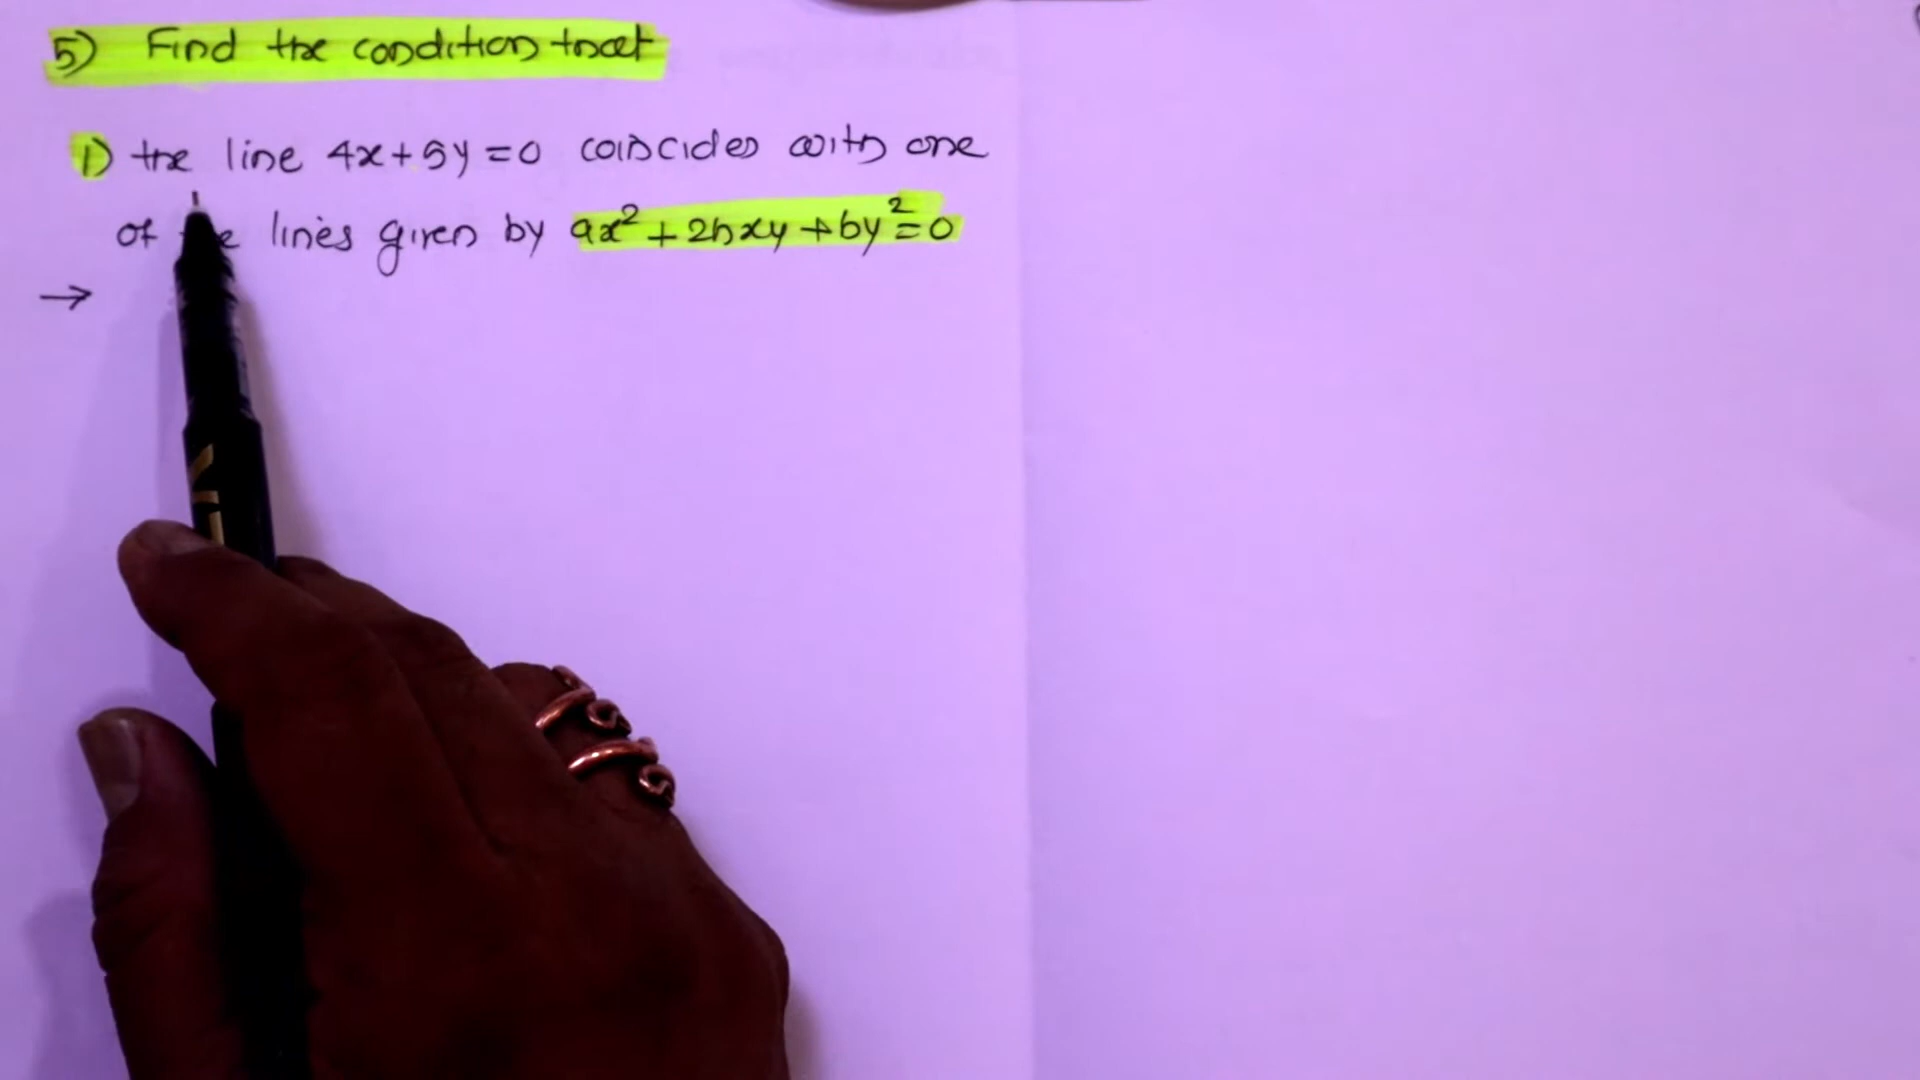 5) Find the condition that
1) the line 4x+5y=0 coincides with one
of the lines given by ax²+2hxy+by²=0
→